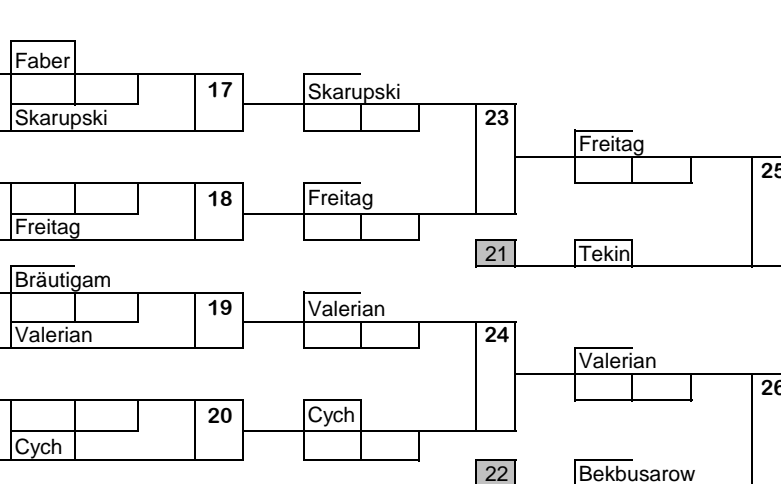 Faber
17
Skarupski
Skarupski
23
Freitag
25
18
Freitag
Freitag
21
Tekin
Bräutigam
19
Valerian
Valerian
24
Valerian
26
20
Cych
Cych
22
Bekbusarow